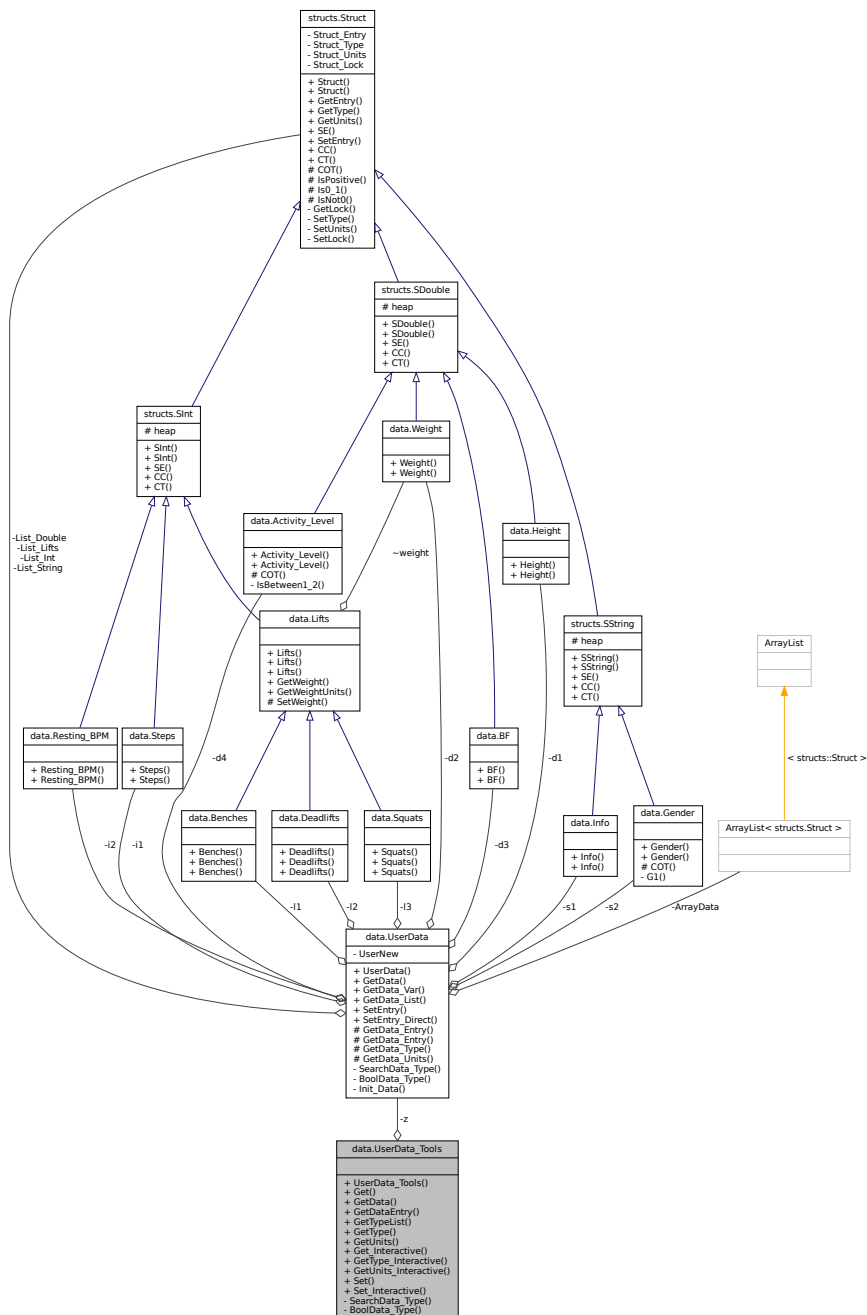 structs.Struct
- Struct_Entry
- Struct_Type
- Struct_Units
- Struct_Lock
+ Struct()
+ Struct()
+ GetEntry()
+ GetType()
+ GetUnits()
+ SE()
+ SetEntry()
+ CC()
+ CT()
# COT()
# IsPositive()
# Is0_1()
# IsNot0()
- GetLock()
- SetType()
- SetUnits()
- SetLock()
structs.SDouble
# heap
+ SDouble()
+ SDouble()
+ SE()
+ CC()
+ CT()
structs.SInt
# heap
+ SInt()
+ SInt()
+ SE()
+ CC()
+ CT()
data.Weight
+ Weight()
+ Weight()
data.Activity_Level
+ Activity_Level()
+ Activity_Level()
# COT()
- IsBetween1_2()
data.Height
+ Height()
+ Height()
-List_Double
-List_Lifts
-List_Int
-List_String
~weight
data.Lifts
+ Lifts()
+ Lifts()
+ Lifts()
+ GetWeight()
+ GetWeightUnits()
# SetWeight()
structs.SString
# heap
+ SString()
+ SString()
+ SE()
+ CC()
+ CT()
ArrayList
data.Resting_BPM
+ Resting_BPM()
+ Resting_BPM()
data.Steps
+ Steps()
+ Steps()
data.BF
+ BF()
+ BF()
-d4
-d2
-d1
< structs::Struct >
data.Benches
+ Benches()
+ Benches()
+ Benches()
data.Deadlifts
+ Deadlifts()
+ Deadlifts()
+ Deadlifts()
data.Squats
+ Squats()
+ Squats()
+ Squats()
data.Info
+ Info()
+ Info()
data.Gender
+ Gender()
+ Gender()
# COT()
- G1()
ArrayList< structs.Struct >
-i2
-i1
-d3
-l1
-l2
-l3
-s1
-s2
-ArrayData
data.UserData
- UserNew
+ UserData()
+ GetData()
+ GetData_Var()
+ GetData_List()
+ SetEntry()
+ SetEntry_Direct()
# GetData_Entry()
# GetData_Entry()
# GetData_Type()
# GetData_Units()
- SearchData_Type()
- BoolData_Type()
- Init_Data()
-z
data.UserData_Tools
+ UserData_Tools()
+ Get()
+ GetData()
+ GetDataEntry()
+ GetTypeList()
+ GetType()
+ GetUnits()
+ Get_Interactive()
+ GetType_Interactive()
+ GetUnits_Interactive()
+ Set()
+ Set_Interactive()
- SearchData_Type()
- BoolData_Type()